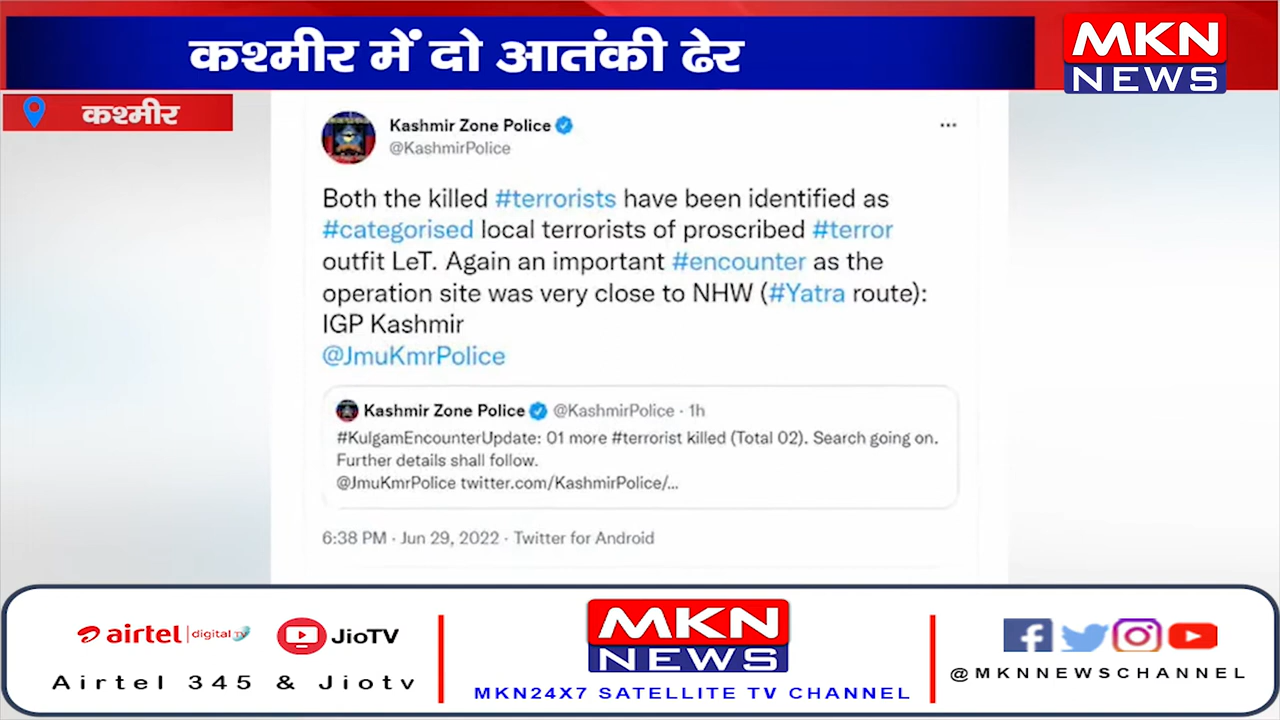 कश्मीर में दो आतंकी ढेर
MKN
NEWS
कश्मीर
Kashmir Zone Police
@KashmirPolice
Both the killed #terrorists have been identified as
#categorised local terrorists of proscribed #terror
outfit LeT. Again an important #encounter as the
operation site was very close to NHW (#Yatra route):
IGP Kashmir
@JmuKmrPolice
Kashmir Zone Police @KashmirPolice · 1h
#KulgamEncounterUpdate: 01 more #terrorist killed (Total 02). Search going on.
Further details shall follow.
@JmuKmrPolice twitter.com/KashmirPolice/...
6:38 PM · Jun 29, 2022 · Twitter for Android
airtel digital TV
JioTV
Airtel 345 & Jiotv
MKN
NEWS
MKN24X7 SATELLITE TV CHANNEL
@MKNNEWSCHANNEL